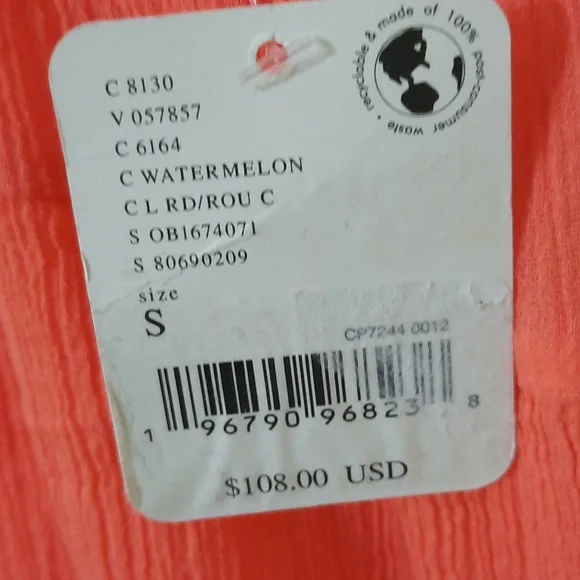 recyclable & made of 100% post-consumer waste •
C 8130
V 057857
C 6164
C WATERMELON
C L RD/ROU C
S OB1674071
S 80690209
size
S
CP7244 0012
1 96790 96823 8
$108.00 USD